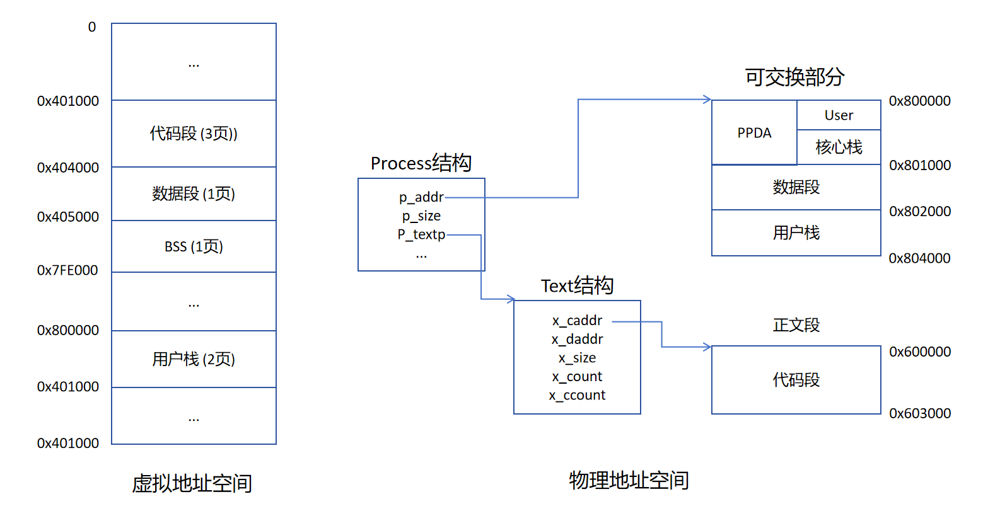 0
...
0x401000
代码段 (3页))
0x404000
数据段 (1页)
0x405000
BSS (1页)
0x7FE000
...
0x800000
用户栈 (2页)
0x401000
...
0x401000
虚拟地址空间
Process结构
p_addr
p_size
P_textp
...
Text结构
x_caddr
x_daddr
x_size
x_count
x_ccount
可交换部分
0x800000
PPDA
User
核心栈
0x801000
数据段
0x802000
用户栈
0x804000
正文段
0x600000
代码段
0x603000
物理地址空间